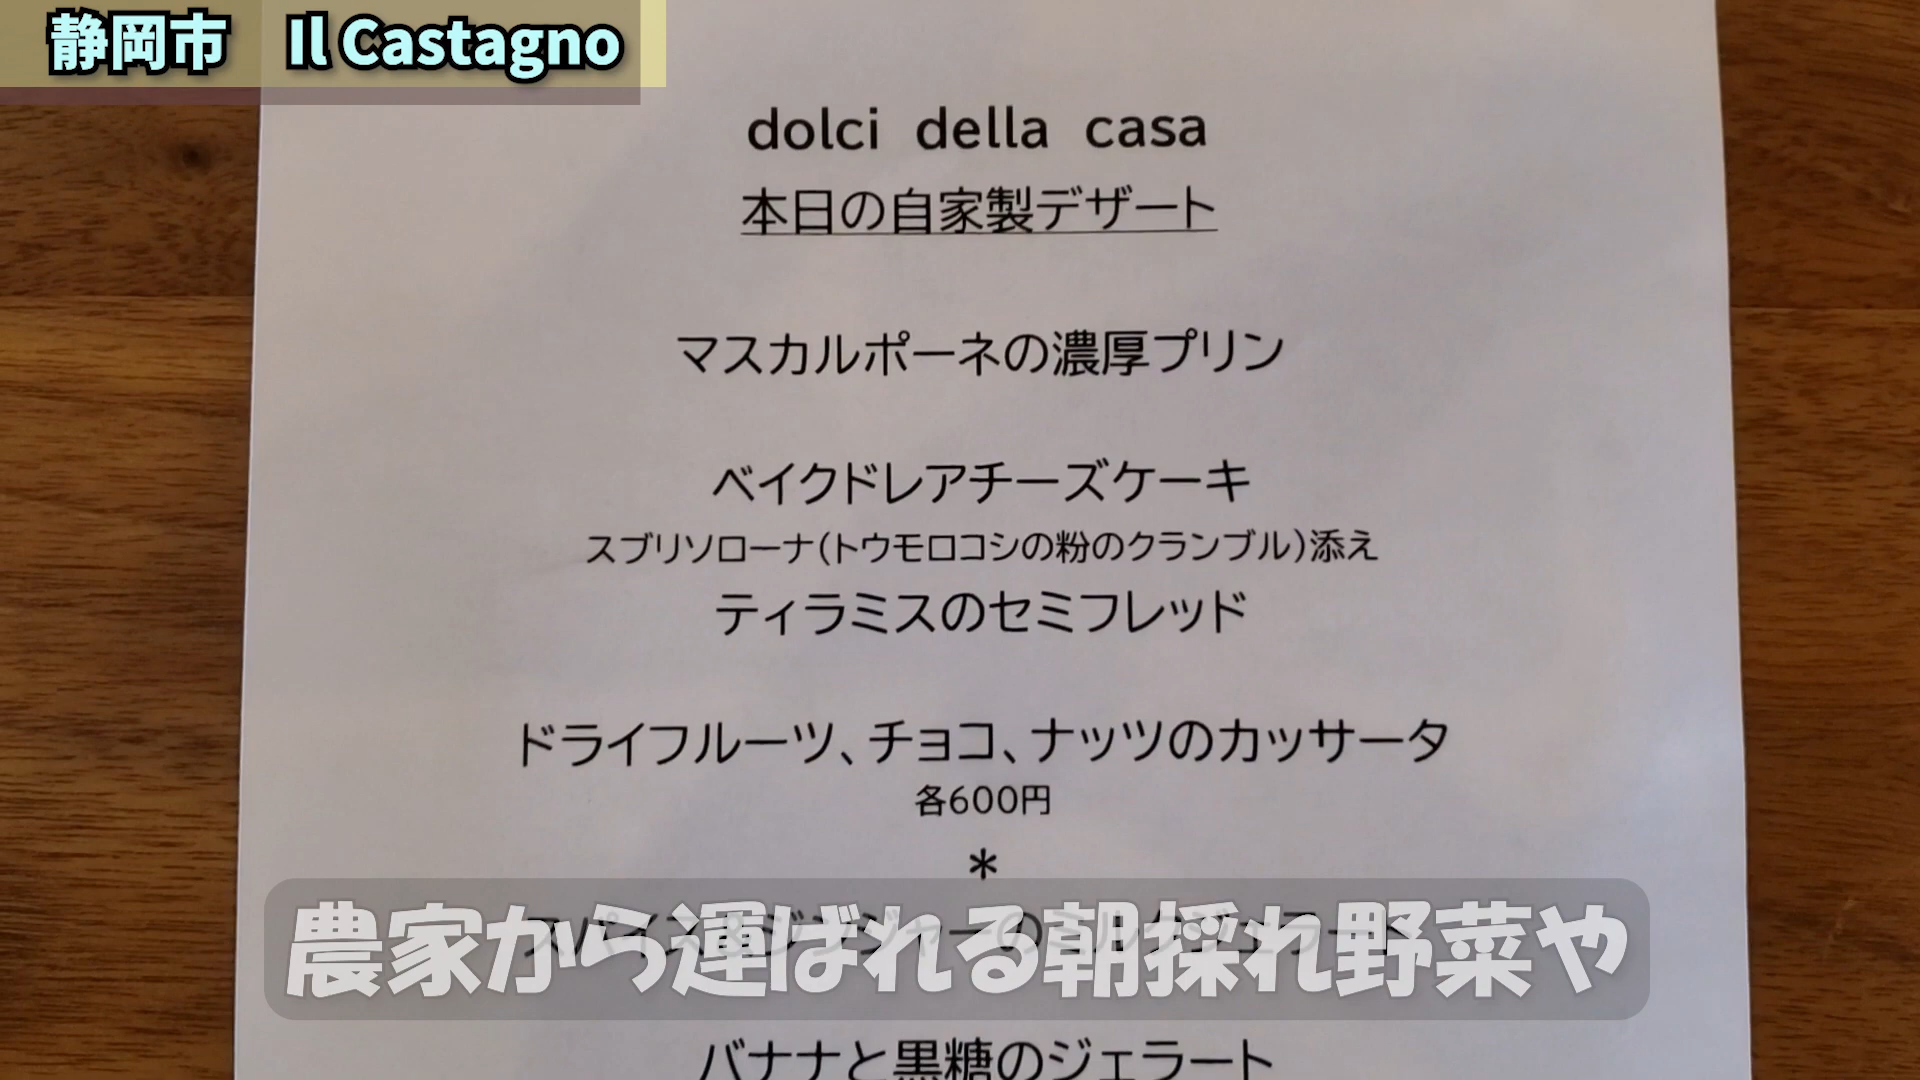 静岡市 Il Castagno
dolci della casa
本日の自家製デザート
マスカルポーネの濃厚プリン
ベイクドレアチーズケーキ
スブリソローナ(トウモロコシの粉のクランブル)添え
ティラミスのセミフレッド
ドライフルーツ、チョコ、ナッツのカッサータ
各600円
*
農家から運ばれる朝採れ野菜や
バナナと黒糖のジェラート